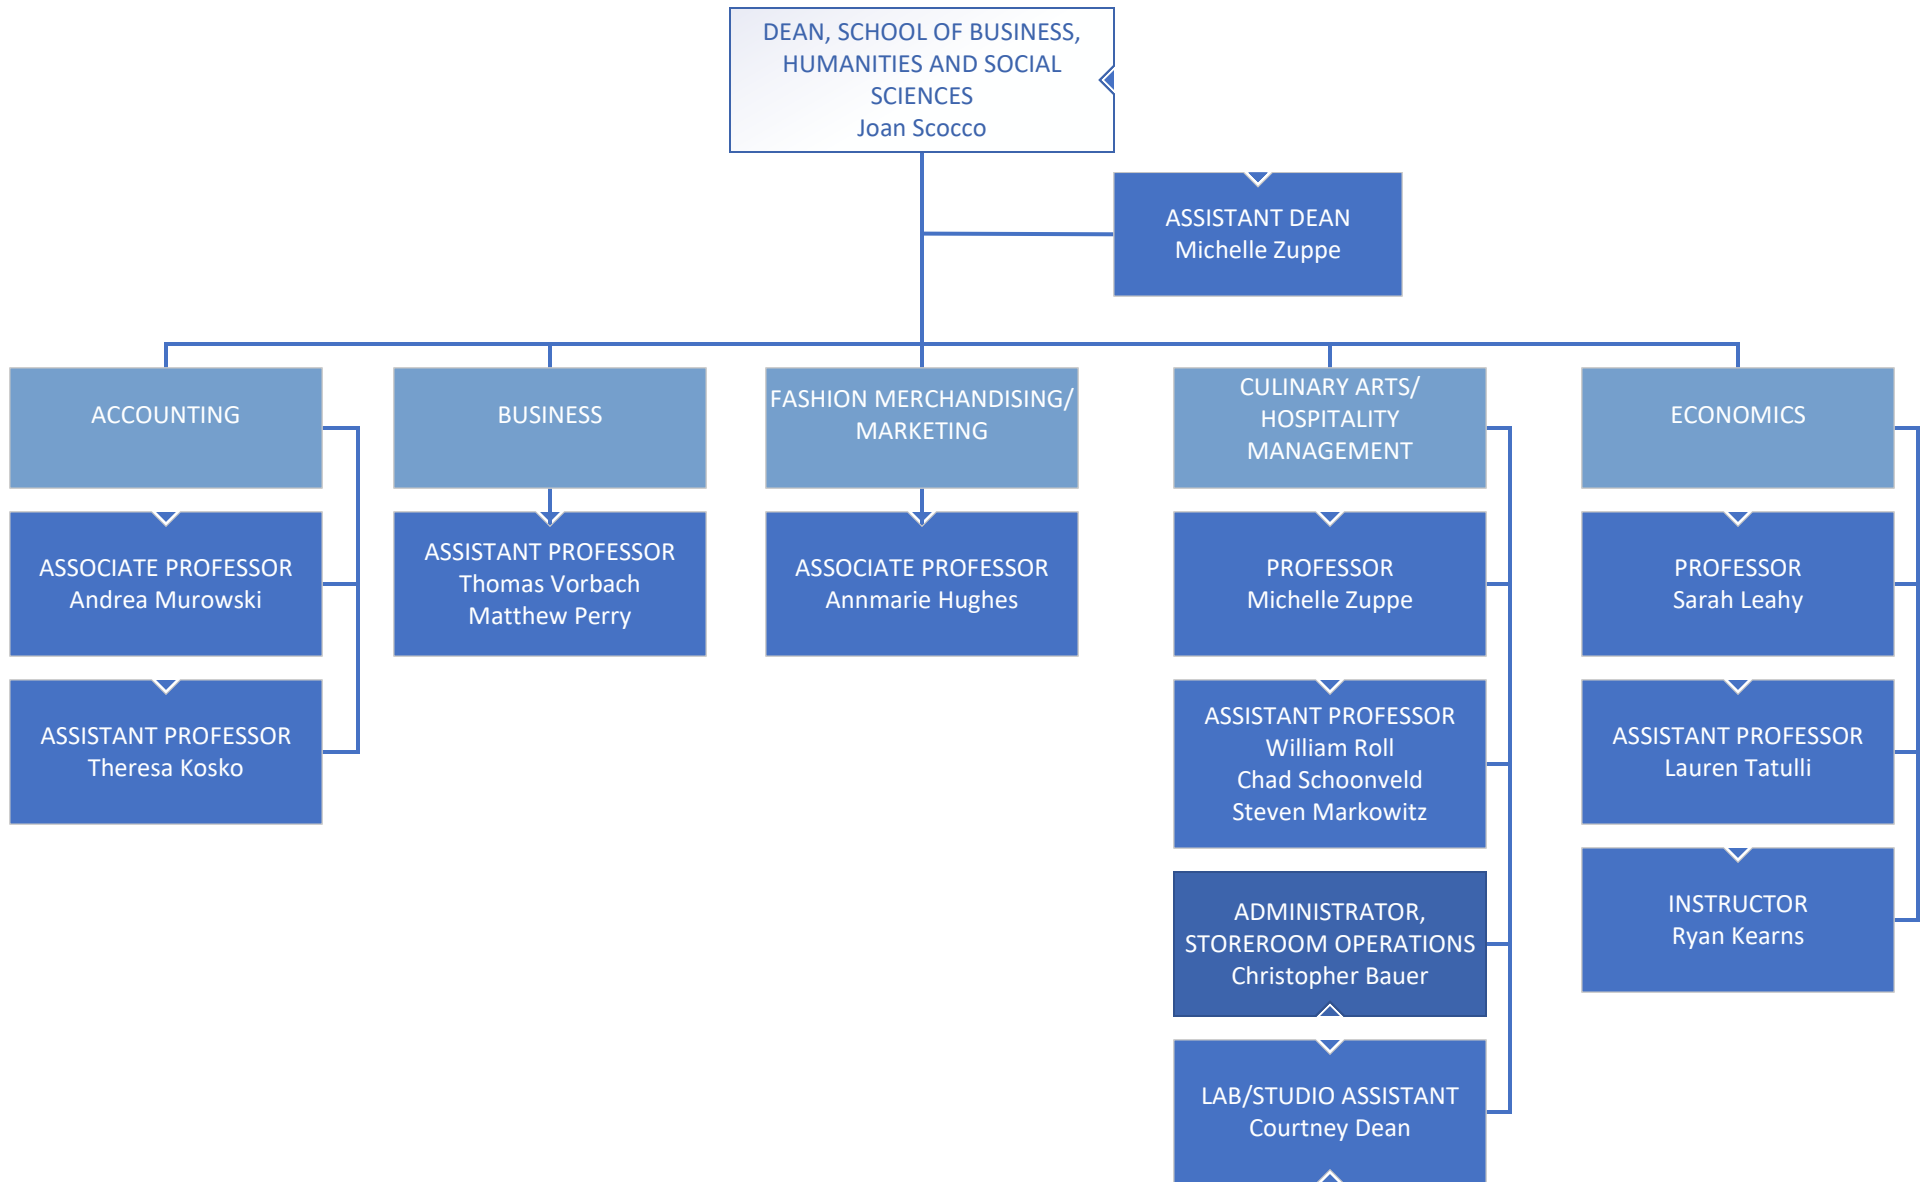 DEAN, SCHOOL OF BUSINESS,
HUMANITIES AND SOCIAL
SCIENCES
Joan Scocco
ASSISTANT DEAN
Michelle Zuppe
ACCOUNTING
BUSINESS
FASHION MERCHANDISING/
MARKETING
CULINARY ARTS/
HOSPITALITY
MANAGEMENT
ECONOMICS
ASSOCIATE PROFESSOR
Andrea Murowski
ASSISTANT PROFESSOR
Thomas Vorbach
Matthew Perry
ASSOCIATE PROFESSOR
Annmarie Hughes
PROFESSOR
Michelle Zuppe
PROFESSOR
Sarah Leahy
ASSISTANT PROFESSOR
Theresa Kosko
ASSISTANT PROFESSOR
William Roll
Chad Schoonveld
Steven Markowitz
ASSISTANT PROFESSOR
Lauren Tatulli
ADMINISTRATOR,
STOREROOM OPERATIONS
Christopher Bauer
INSTRUCTOR
Ryan Kearns
LAB/STUDIO ASSISTANT
Courtney Dean